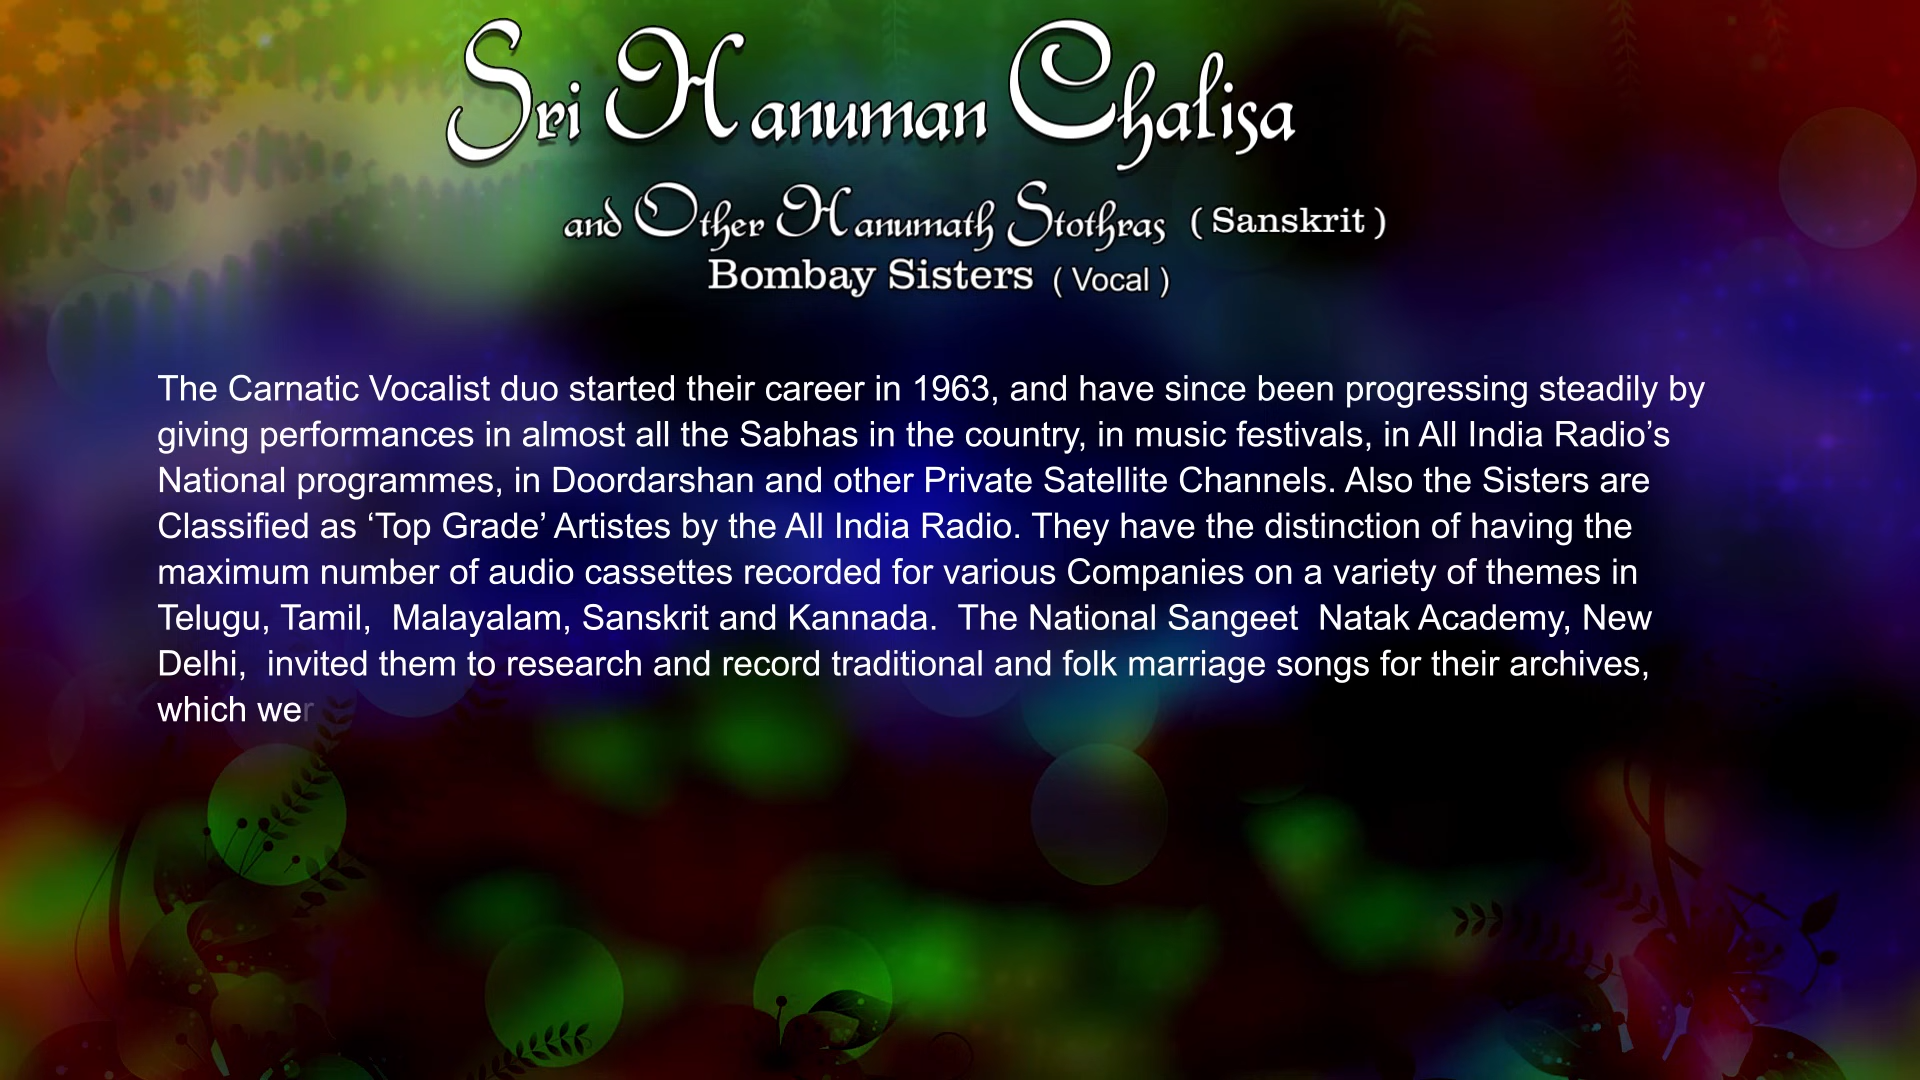 Sri Hanuman Chalisa
and Other Hanumath Stothras ( Sanskrit )
Bombay Sisters ( Vocal )
The Carnatic Vocalist duo started their career in 1963, and have since been progressing steadily by
giving performances in almost all the Sabhas in the country, in music festivals, in All India Radio’s
National programmes, in Doordarshan and other Private Satellite Channels. Also the Sisters are
Classified as ‘Top Grade’ Artistes by the All India Radio. They have the distinction of having the
maximum number of audio cassettes recorded for various Companies on a variety of themes in
Telugu, Tamil,  Malayalam, Sanskrit and Kannada.  The National Sangeet  Natak Academy, New
Delhi,  invited them to research and record traditional and folk marriage songs for their archives,
which wer